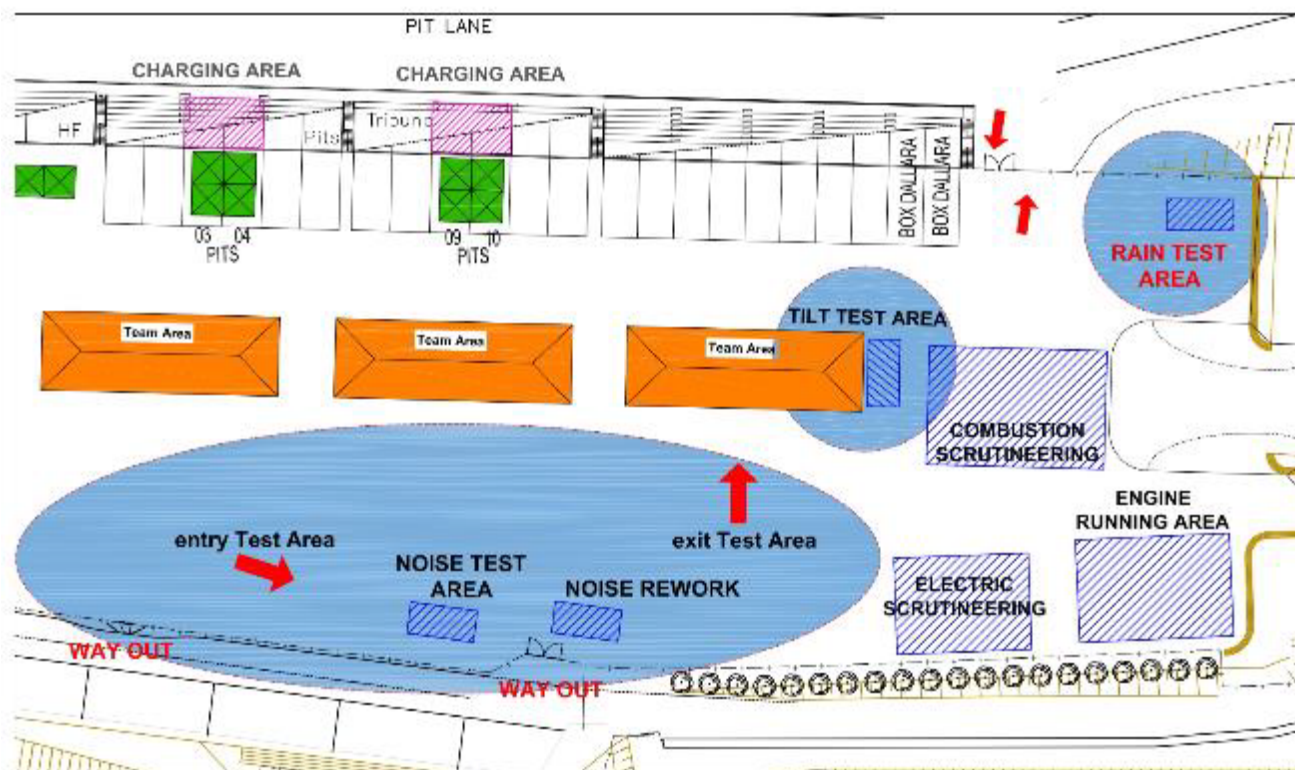 PIT LANE
CHARGING AREA
CHARGING AREA
HF
Pits
Tribuno
BOX DALLARA
BOX DALLARA
03 04
PITS
09 10
PITS
RAIN TEST
AREA
TILT TEST AREA
Team Area
Team Area
Team Area
COMBUSTION
SCRUTINEERING
ENGINE
RUNNING AREA
entry Test Area
exit Test Area
NOISE TEST
AREA
NOISE REWORK
ELECTRIC
SCRUTINEERING
WAY OUT
WAY OUT